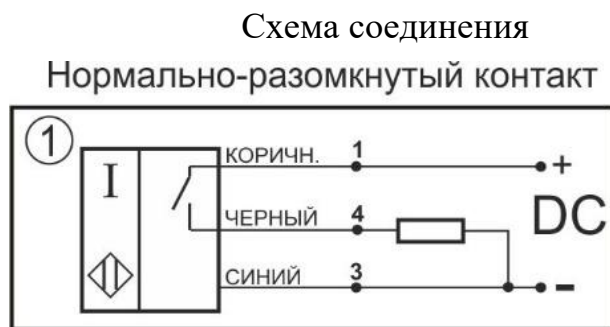 Схема соединения
Нормально-разомкнутый контакт
1
I
КОРИЧН. 1 +
ЧЕРНЫЙ 4 DC
СИНИЙ 3 -